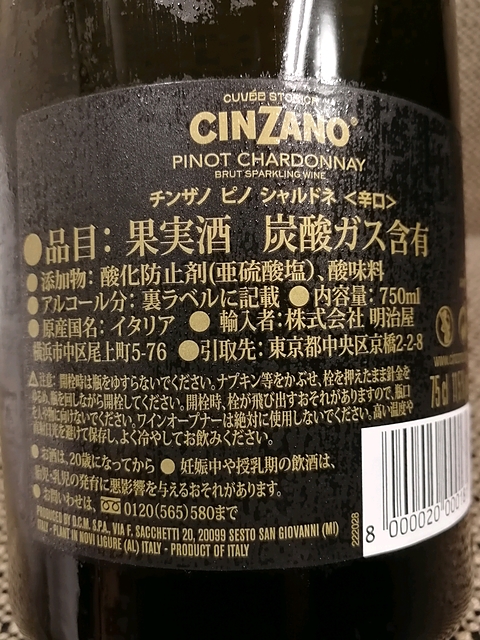 CUVÉE STORICA
CINZANO®
PINOT CHARDONNAY
BRUT SPARKLING WINE
チンザノ ピノ シャルドネ <辛口>
●品目：果実酒 炭酸ガス含有
●添加物：酸化防止剤(亜硫酸塩)、酸味料
●アルコール分：裏ラベルに記載 ●内容量：750ml
●原産国名：イタリア ●輸入者：株式会社 明治屋
横浜市中区尾上町5-76 ●引取先：東京都中央区京橋2-2-8
⚠注意：開栓時は瓶をゆすらないでください。ナプキン等をかぶせ、栓を押えたまま針金を
ゆるめ、瓶を回しながら開栓してください。開栓時、栓が飛び出すおそれがありますので、瓶口
を人物に向けないでください。ワインオープナーは絶対に使用しないでください。高い温度や
直射日光を避けて保存し、よく冷やしてお飲みください。
●お酒は、20歳になってから ●妊娠中や授乳期の飲酒は、
胎児・乳児の発育に悪影響を与えるおそれがあります。
●お問い合わせは、 0120(565)580まで
PRODUCED BY D.C.M. S.P.A., VIA F. SACCHETTI 20, 20099 SESTO SAN GIOVANNI (MI)
ITALY - PLANT IN NOVI LIGURE (AL) ITALY - PRODUCT OF ITALY
75cl
222028
8 000020 00018